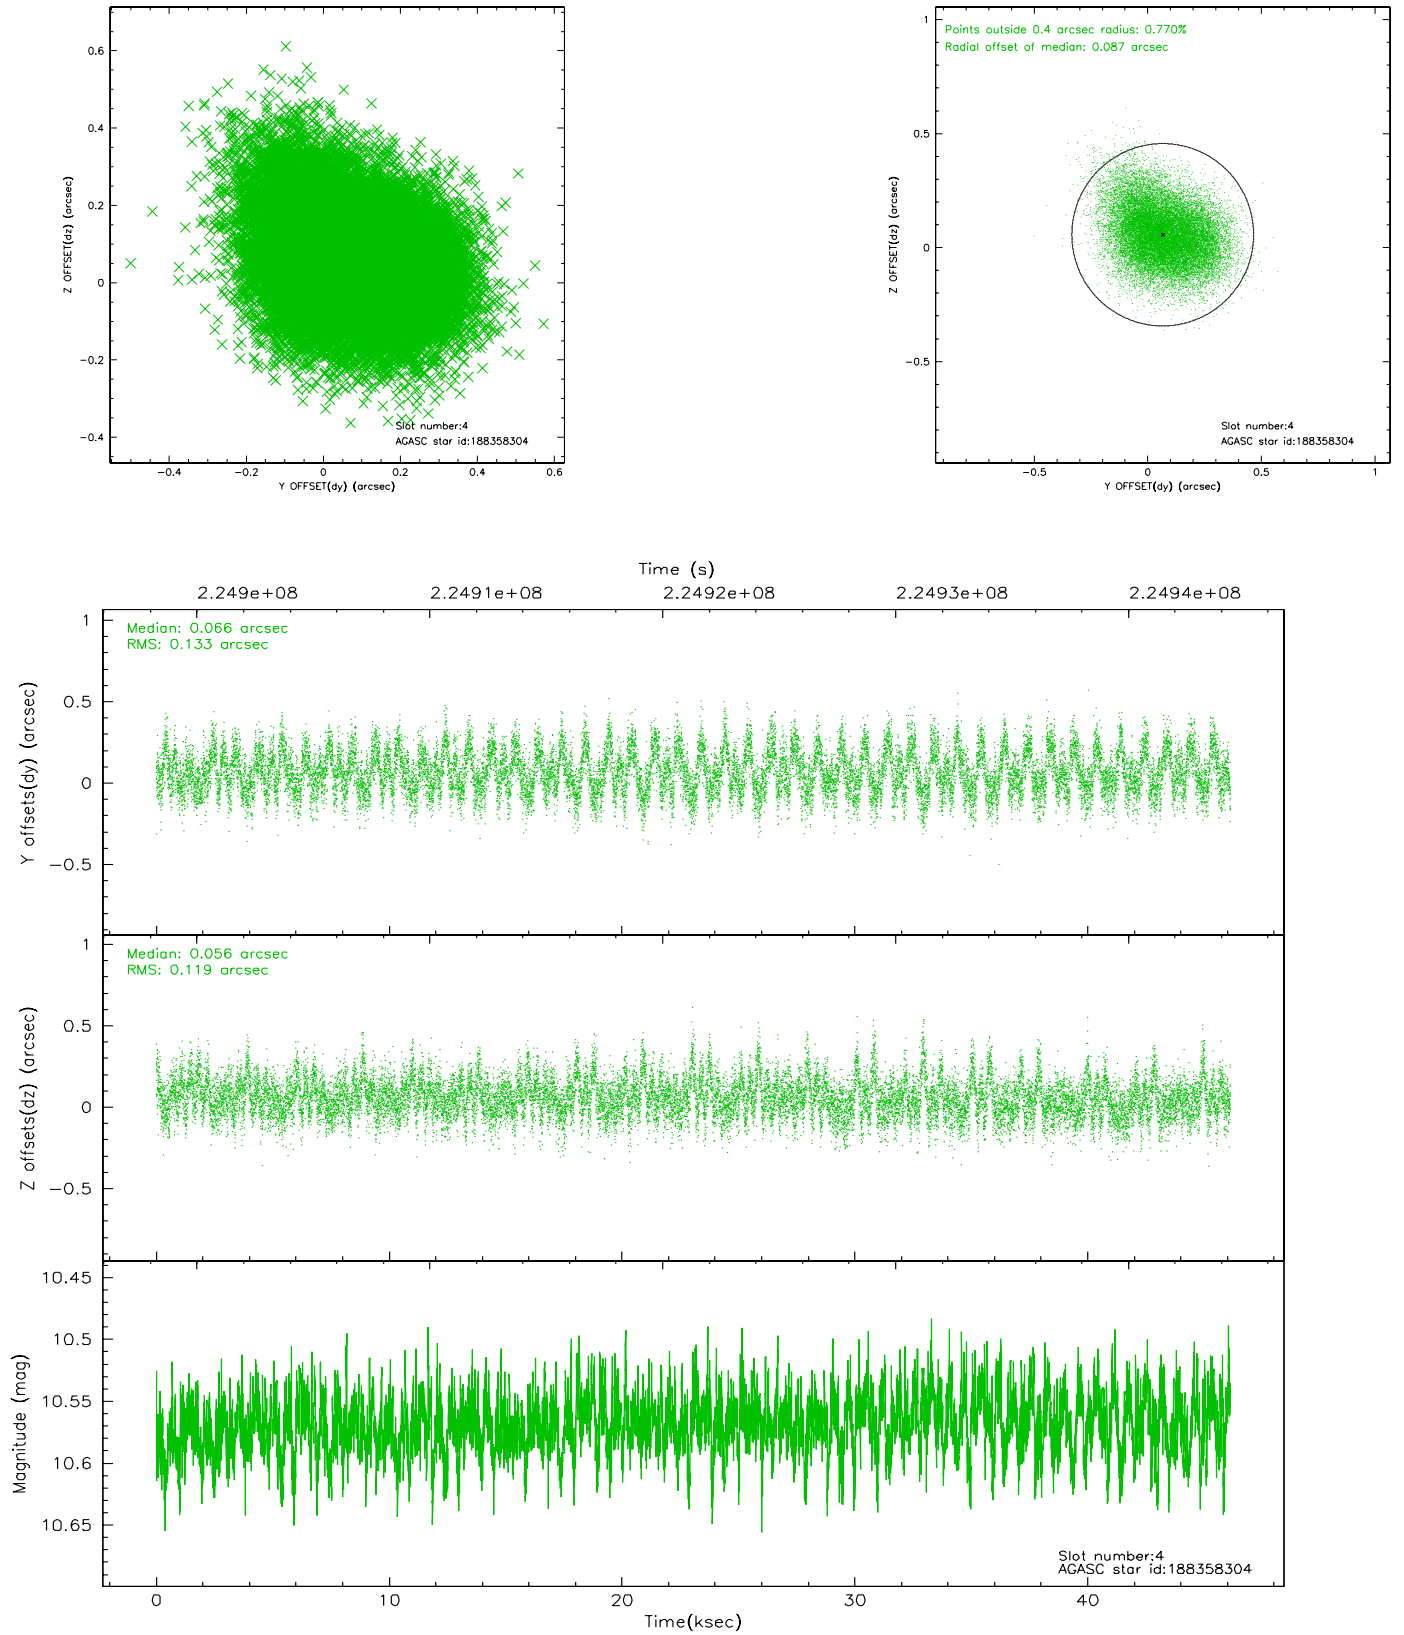 0.6
0.4
0.2
0
−0.2
−0.4
Z OFFSET(dz) (arcsec)
Slot number:4
AGASC star id:188358304
−0.4 −0.2 0 0.2 0.4 0.6
Y OFFSET(dy) (arcsec)
Points outside 0.4 arcsec radius: 0.770%
Radial offset of median: 0.087 arcsec
1
0.5
0
−0.5
Z OFFSET(dz) (arcsec)
Slot number:4
AGASC star id:188358304
−0.5 0 0.5 1
Y OFFSET(dy) (arcsec)
Time (s)
2.249e+08 2.2491e+08 2.2492e+08 2.2493e+08 2.2494e+08
Median: 0.066 arcsec
RMS: 0.133 arcsec
1
0.5
0
−0.5
Y offsets(dy) (arcsec)
Median: 0.056 arcsec
RMS: 0.119 arcsec
1
0.5
0
−0.5
Z offsets(dz) (arcsec)
10.45
10.5
10.55
10.6
10.65
Magnitude (mag)
Slot number:4
AGASC star id:188358304
0 10 20 30 40
Time(ksec)